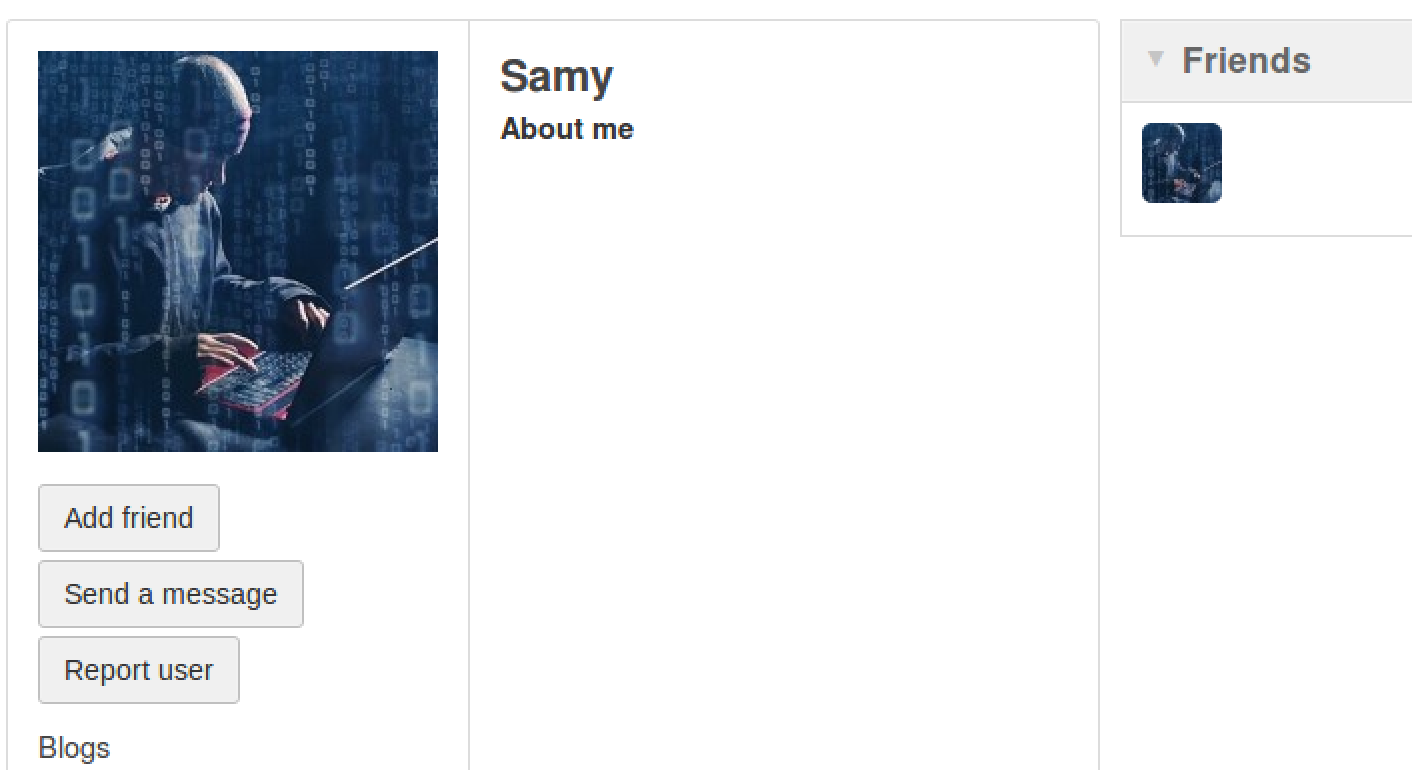 Samy
About me
Add friend
Send a message
Report user
Blogs
Friends